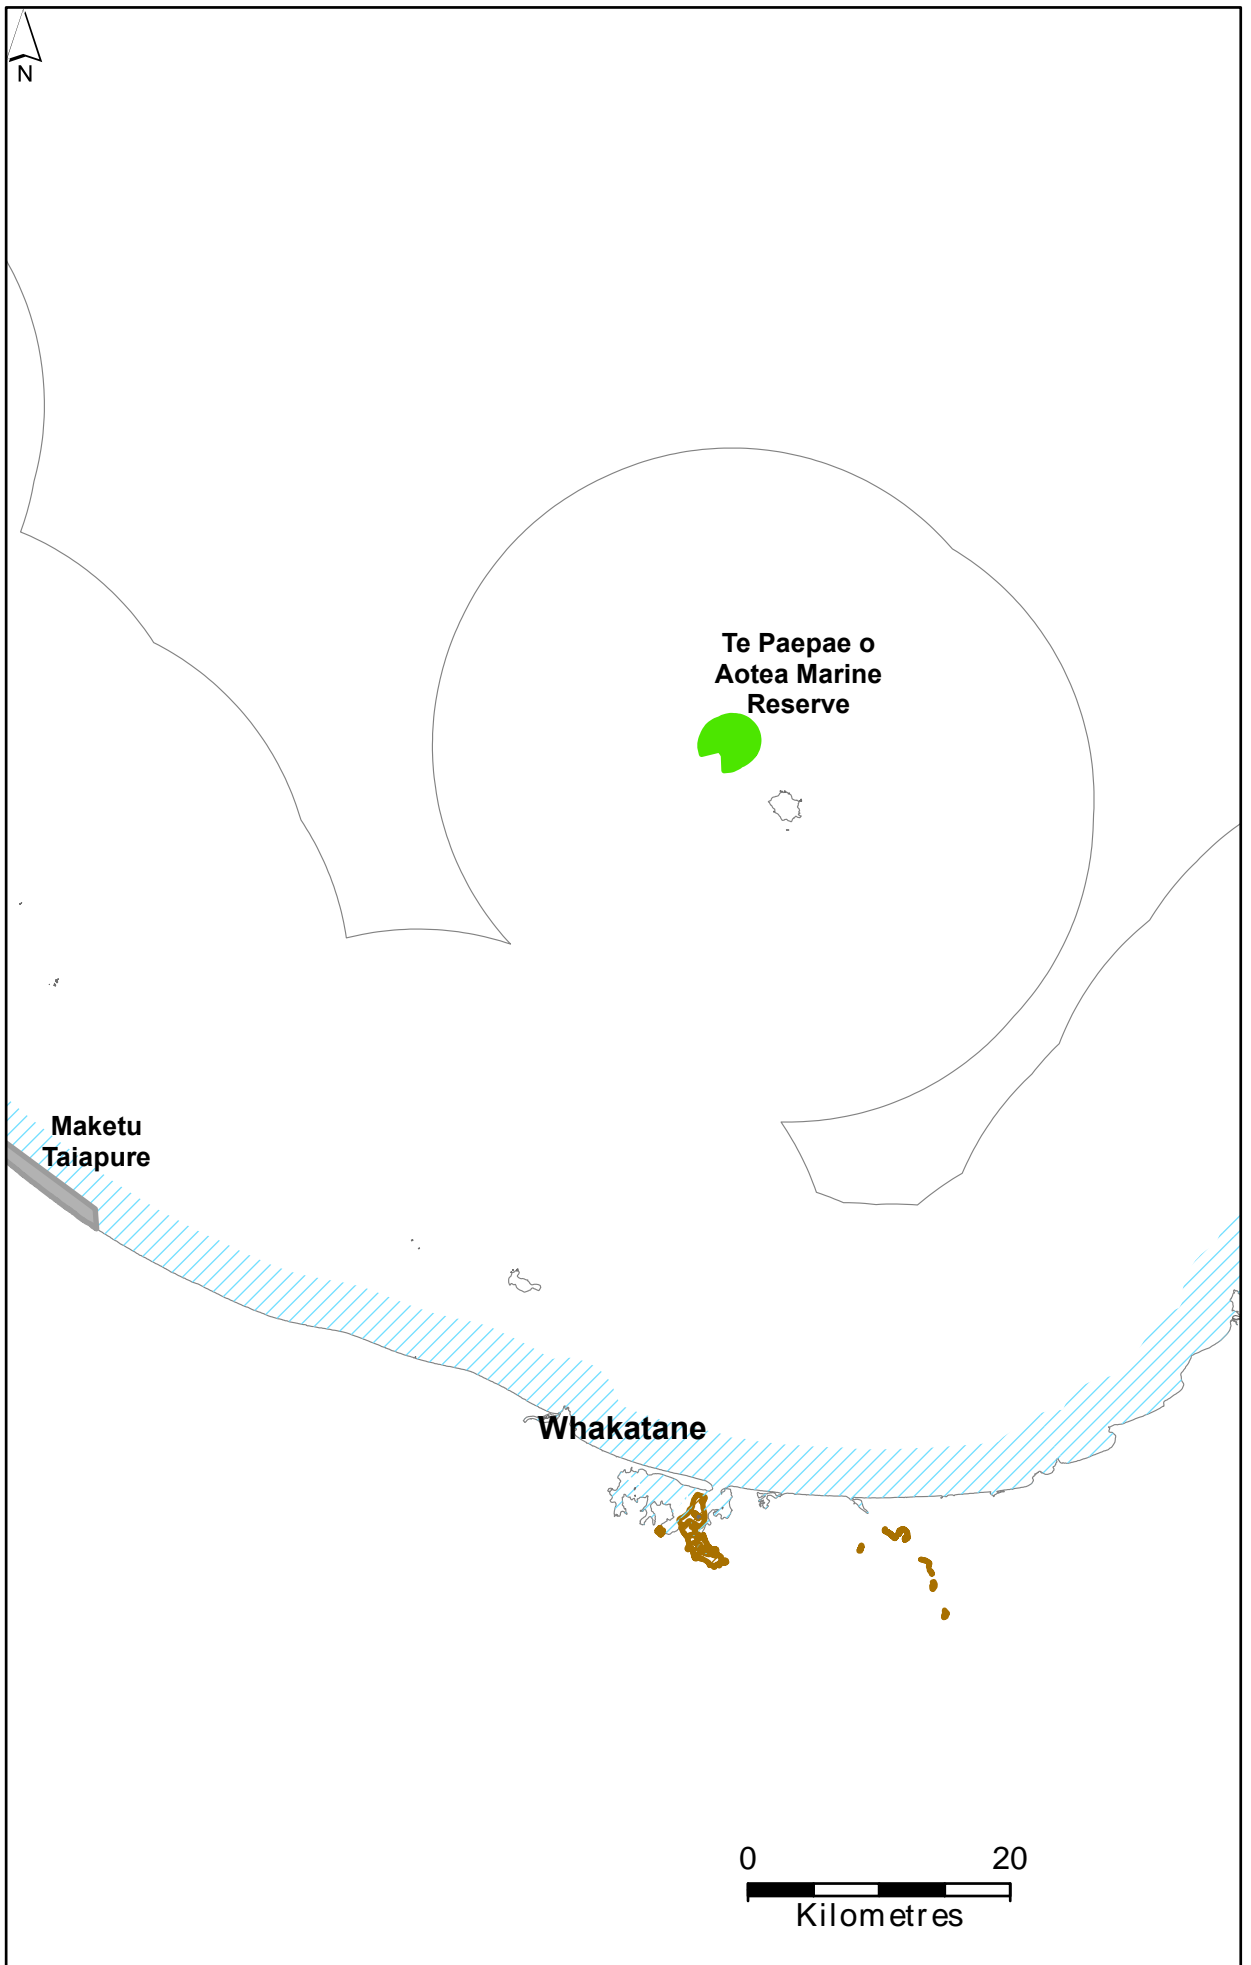 N
Te Paepae o
Aotea Marine
Reserve
Maketu
Taiapure
Whakatane
0 20
Kilometres